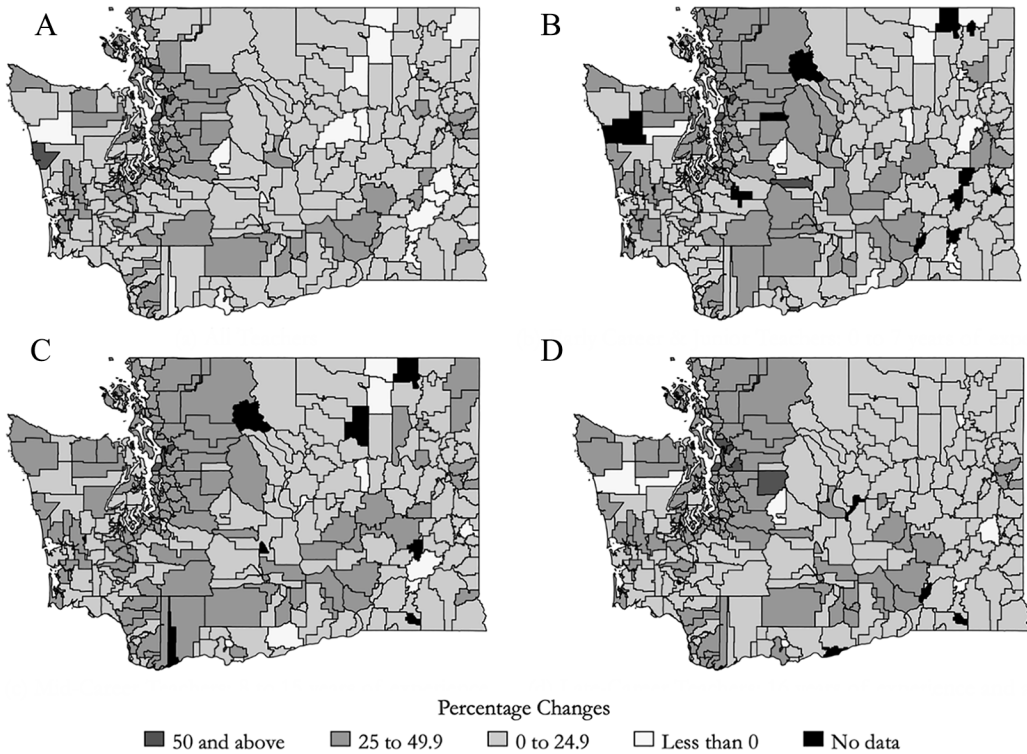 A
B
C
D
Percentage Changes
50 and above 25 to 49.9 0 to 24.9 Less than 0 No data